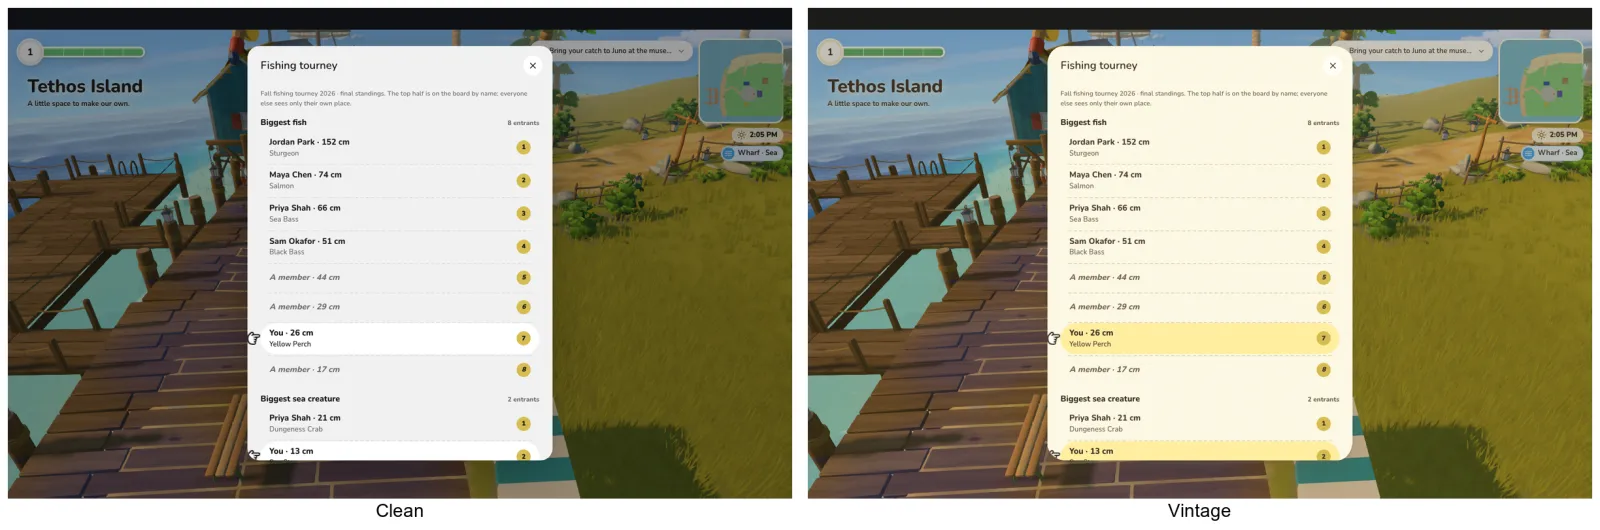 1
Tethos Island
A little space to make our own.
Bring your catch to Juno at the muse...
2:05 PM
Wharf · Sea
Fishing tourney
Fall fishing tourney 2026 · final standings. The top half is on the board by name; everyone
else sees only their own place.
Biggest fish 8 entrants
Jordan Park · 152 cm 1
Sturgeon
Maya Chen · 74 cm 2
Salmon
Priya Shah · 66 cm 3
Sea Bass
Sam Okafor · 51 cm 4
Black Bass
A member · 44 cm 5
A member · 29 cm 6
You · 26 cm 7
Yellow Perch
A member · 17 cm 8
Biggest sea creature 2 entrants
Priya Shah · 21 cm 1
Dungeness Crab
You · 13 cm 2
Clean
1
Tethos Island
A little space to make our own.
Bring your catch to Juno at the muse...
2:05 PM
Wharf · Sea
Fishing tourney
Fall fishing tourney 2026 · final standings. The top half is on the board by name; everyone
else sees only their own place.
Biggest fish 8 entrants
Jordan Park · 152 cm 1
Sturgeon
Maya Chen · 74 cm 2
Salmon
Priya Shah · 66 cm 3
Sea Bass
Sam Okafor · 51 cm 4
Black Bass
A member · 44 cm 5
A member · 29 cm 6
You · 26 cm 7
Yellow Perch
A member · 17 cm 8
Biggest sea creature 2 entrants
Priya Shah · 21 cm 1
Dungeness Crab
You · 13 cm 2
Vintage